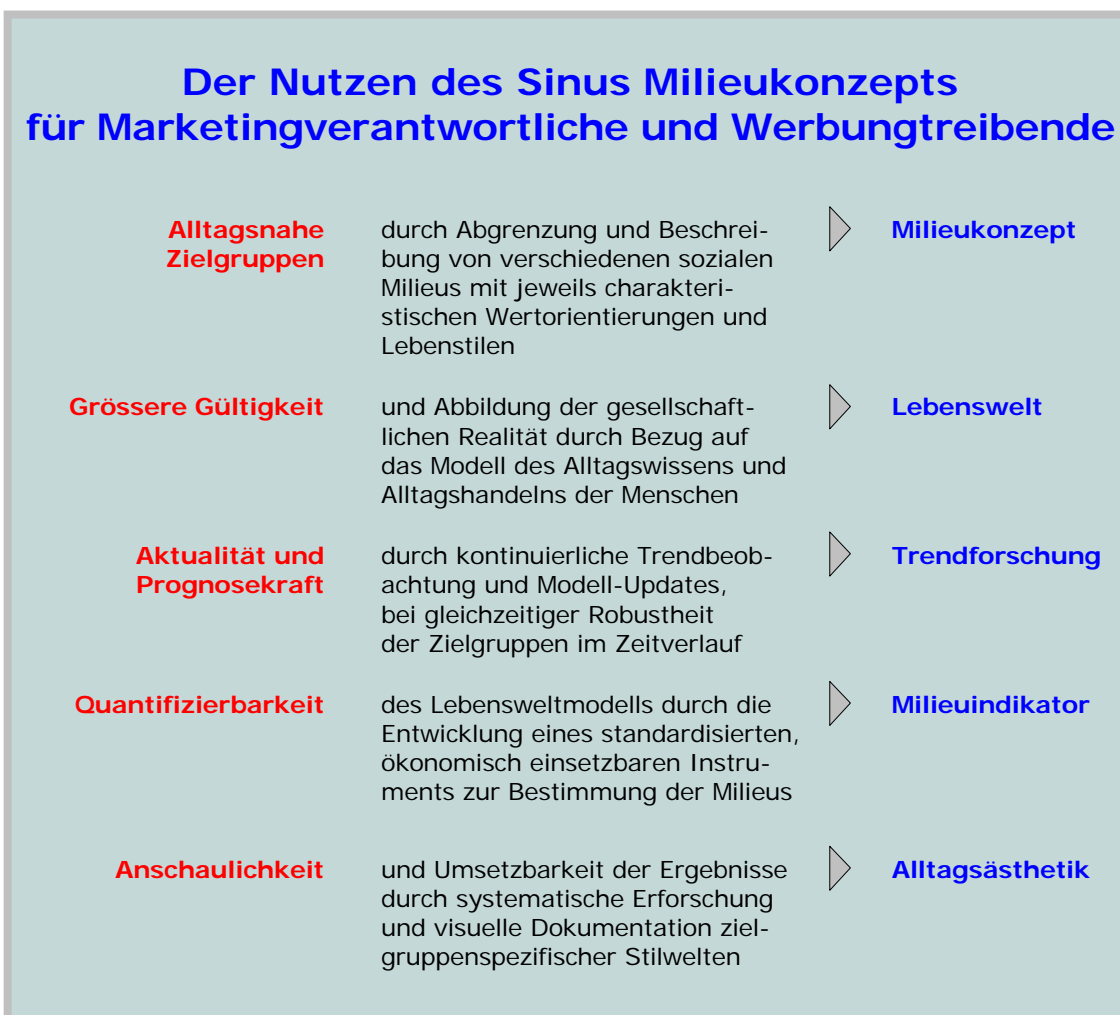 Der Nutzen des Sinus Milieukonzepts
für Marketingverantwortliche und Werbungtreibende
Alltagsnahe durch Abgrenzung und Beschrei- Milieukonzept
Zielgruppen bung von verschiedenen sozialen
Milieus mit jeweils charakteri-
stischen Wertorientierungen und
Lebenstilen
Grössere Gültigkeit und Abbildung der gesellschaft- Lebenswelt
lichen Realität durch Bezug auf
das Modell des Alltagswissens und
Alltagshandelns der Menschen
Aktualität und durch kontinuierliche Trendbeob- Trendforschung
Prognosekraft achtung und Modell-Updates,
bei gleichzeitiger Robustheit
der Zielgruppen im Zeitverlauf
Quantifizierbarkeit des Lebensweltmodells durch die Milieuindikator
Entwicklung eines standardisierten,
ökonomisch einsetzbaren Instru-
ments zur Bestimmung der Milieus
Anschaulichkeit und Umsetzbarkeit der Ergebnisse Alltagsästhetik
durch systematische Erforschung
und visuelle Dokumentation ziel-
gruppenspezifischer Stilwelten